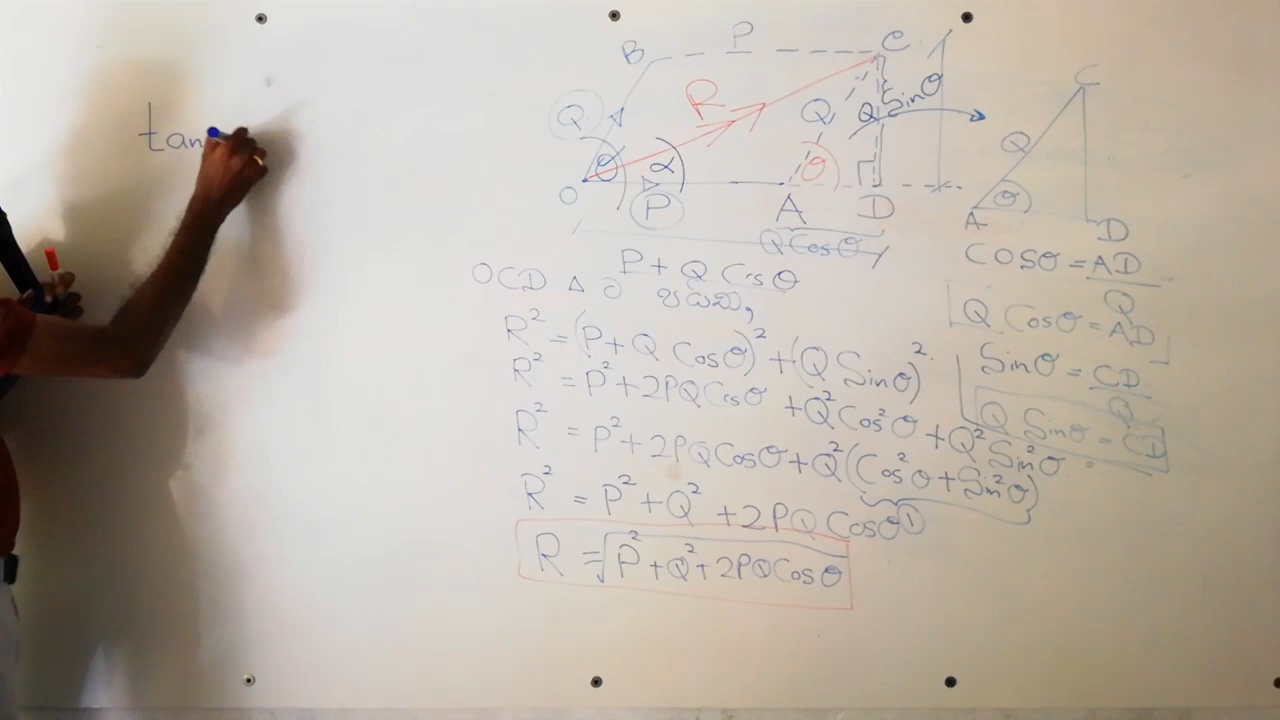 tan
B P C
Q R Q Q Sinθ
θ α θ
O P A D
Q Cosθ
P + Q Cosθ
C
Q
θ
A D
Cosθ = AD
Q
Q Cosθ = AD
Sinθ = CD
Q
Q Sinθ = CD
OCD Δ ට
R² = (P + Q Cosθ)² + (Q Sinθ)²
R² = P² + 2PQ Cosθ + Q² Cos²θ + Q² Sin²θ
R² = P² + 2PQ Cosθ + Q² (Cos²θ + Sin²θ)
1
R² = P² + Q² + 2PQ Cosθ
R = √P² + Q² + 2PQ Cosθ